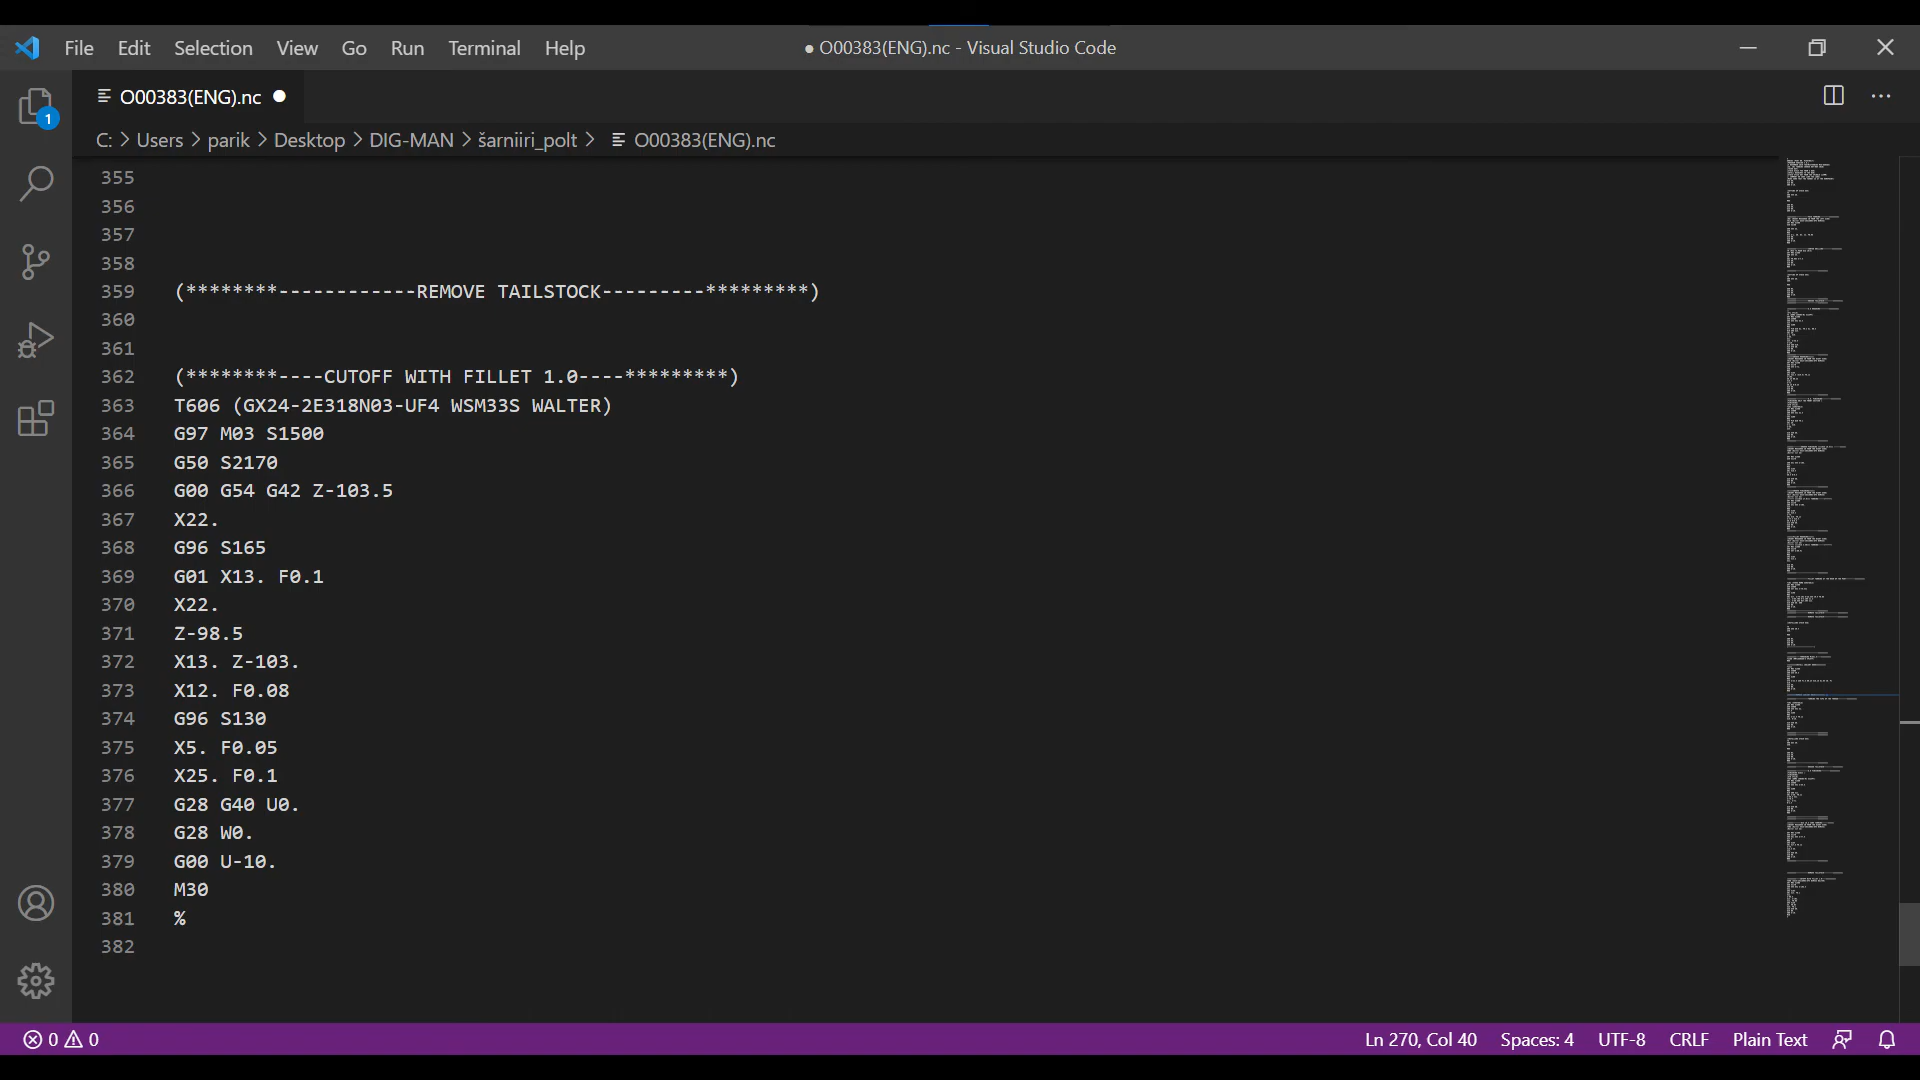 File Edit Selection View Go Run Terminal Help
● O00383(ENG).nc - Visual Studio Code
O00383(ENG).nc ●
C: > Users > parik > Desktop > DIG-MAN > šarniiri_polt > O00383(ENG).nc
1
355
356
357
358
359 (********------------REMOVE TAILSTOCK---------*********)
360
361
362 (********----CUTOFF WITH FILLET 1.0----*********)
363 T606 (GX24-2E318N03-UF4 WSM33S WALTER)
364 G97 M03 S1500
365 G50 S2170
366 G00 G54 G42 Z-103.5
367 X22.
368 G96 S165
369 G01 X13. F0.1
370 X22.
371 Z-98.5
372 X13. Z-103.
373 X12. F0.08
374 G96 S130
375 X5. F0.05
376 X25. F0.1
377 G28 G40 U0.
378 G28 W0.
379 G00 U-10.
380 M30
381 %
382
0 0 Ln 270, Col 40 Spaces: 4 UTF-8 CRLF Plain Text